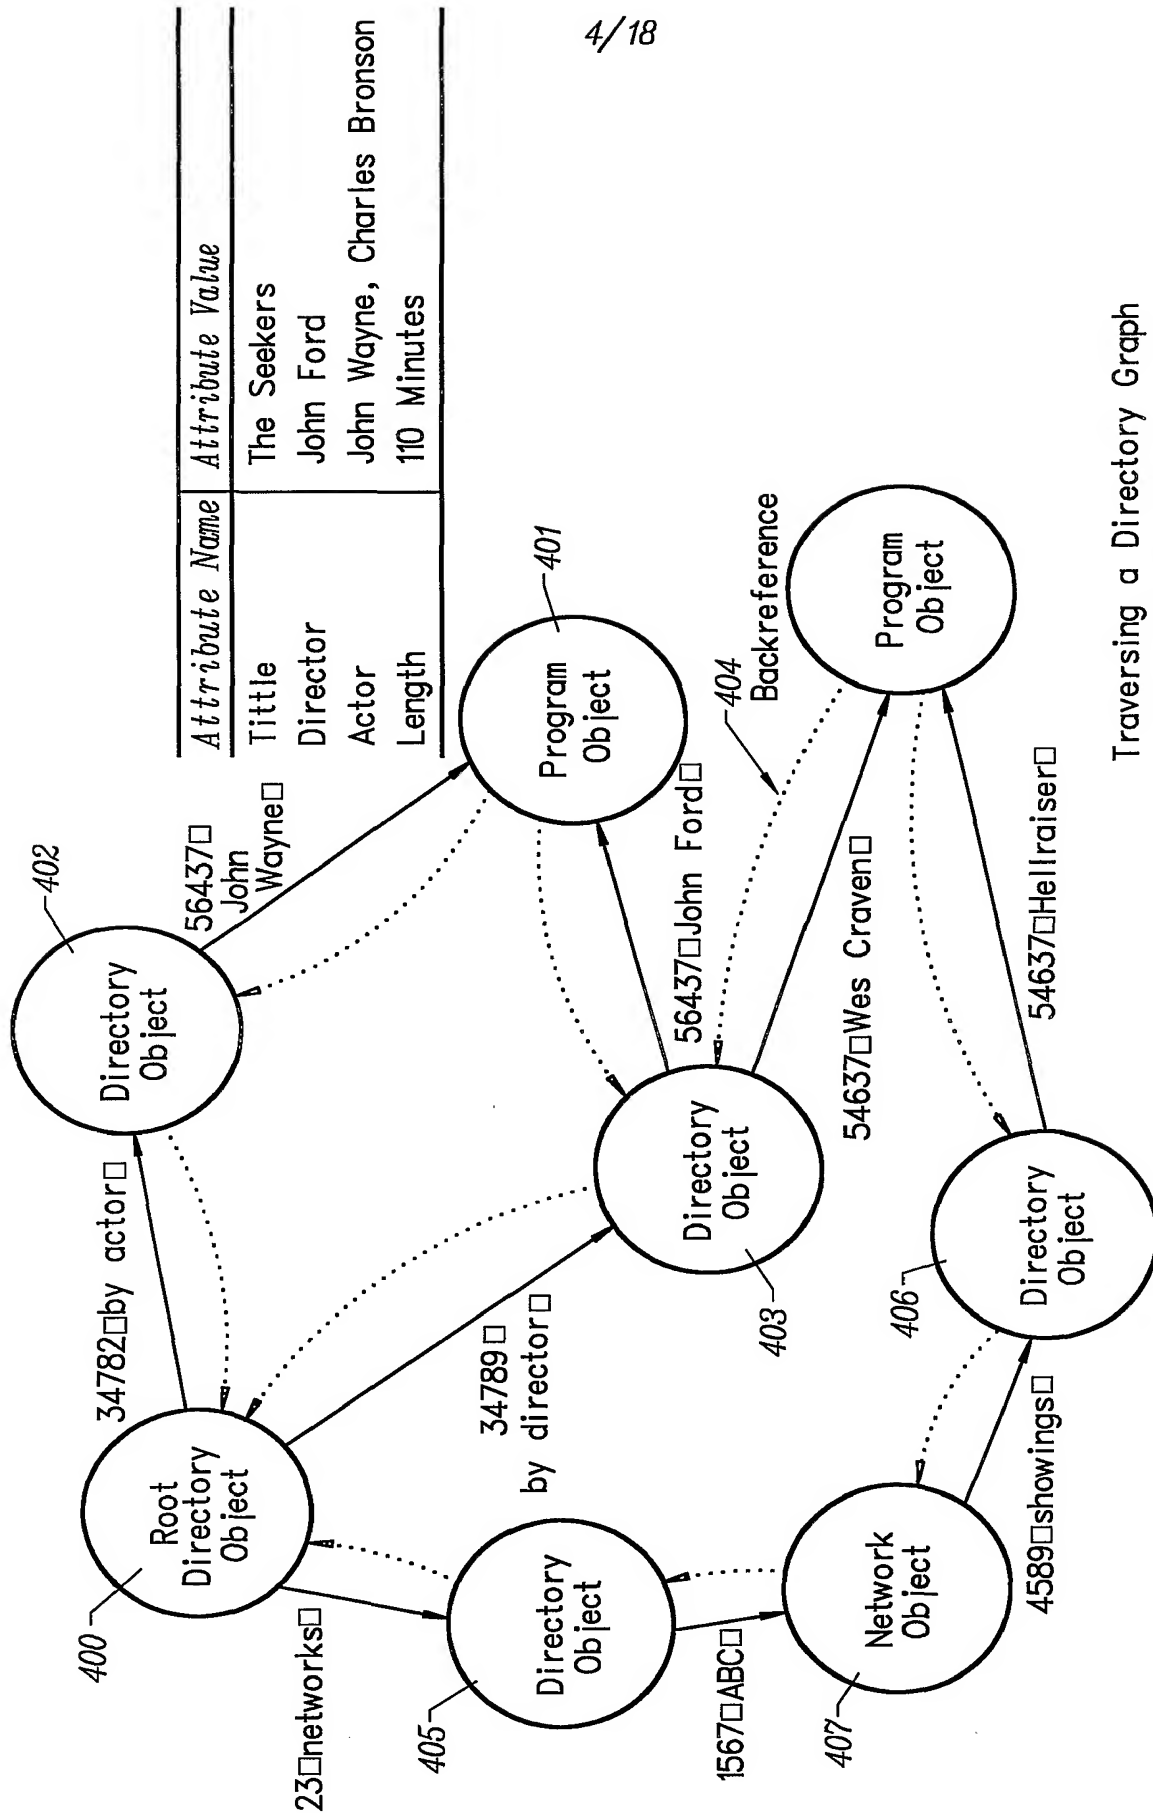 4/18
Attribute Name Attribute Value
Tittle The Seekers
Director John Ford
Actor John Wayne, Charles Bronson
Length 110 Minutes
402
Directory
Object
56437□
John
Wayne□
401
Program
Object
34782□by actor□
400
Root
Directory
Object
34789□
by director□
403
Directory
Object
56437□John Ford□
404
Backreference
Program
Object
54637□Wes Craven□
23□networks□
405
Directory
Object
1567□ABC□
407
Network
Object
4589□showings□
406
Directory
Object
54637□Hellraiser□
Traversing a Directory Graph